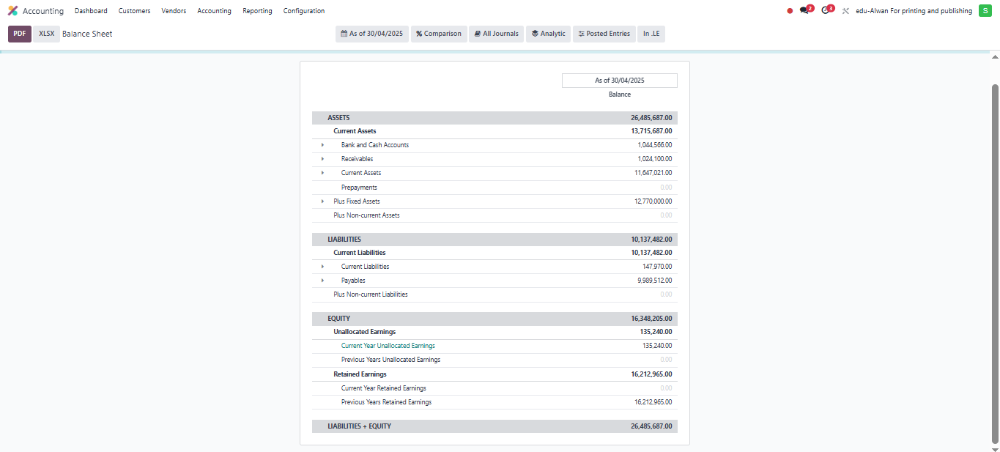 Accounting Dashboard Customers Vendors Accounting Reporting Configuration 2 3 edu-Alwan For printing and publishing S
PDF XLSX Balance Sheet As of 30/04/2025 Comparison All Journals Analytic Posted Entries In .LE
As of 30/04/2025
Balance
ASSETS 26,485,687.00
Current Assets 13,715,687.00
Bank and Cash Accounts 1,044,566.00
Receivables 1,024,100.00
Current Assets 11,647,021.00
Prepayments 0.00
Plus Fixed Assets 12,770,000.00
Plus Non-current Assets 0.00
LIABILITIES 10,137,482.00
Current Liabilities 10,137,482.00
Current Liabilities 147,970.00
Payables 9,989,512.00
Plus Non-current Liabilities 0.00
EQUITY 16,348,205.00
Unallocated Earnings 135,240.00
Current Year Unallocated Earnings 135,240.00
Previous Years Unallocated Earnings 0.00
Retained Earnings 16,212,965.00
Current Year Retained Earnings 0.00
Previous Years Retained Earnings 16,212,965.00
LIABILITIES + EQUITY 26,485,687.00